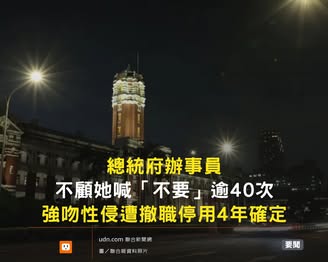 總統府辦事員
不顧她喊「不要」逾40次
強吻性侵遭撤職停用4年確定
udn.com 聯合新聞網
圖／聯合報資料照片
要聞